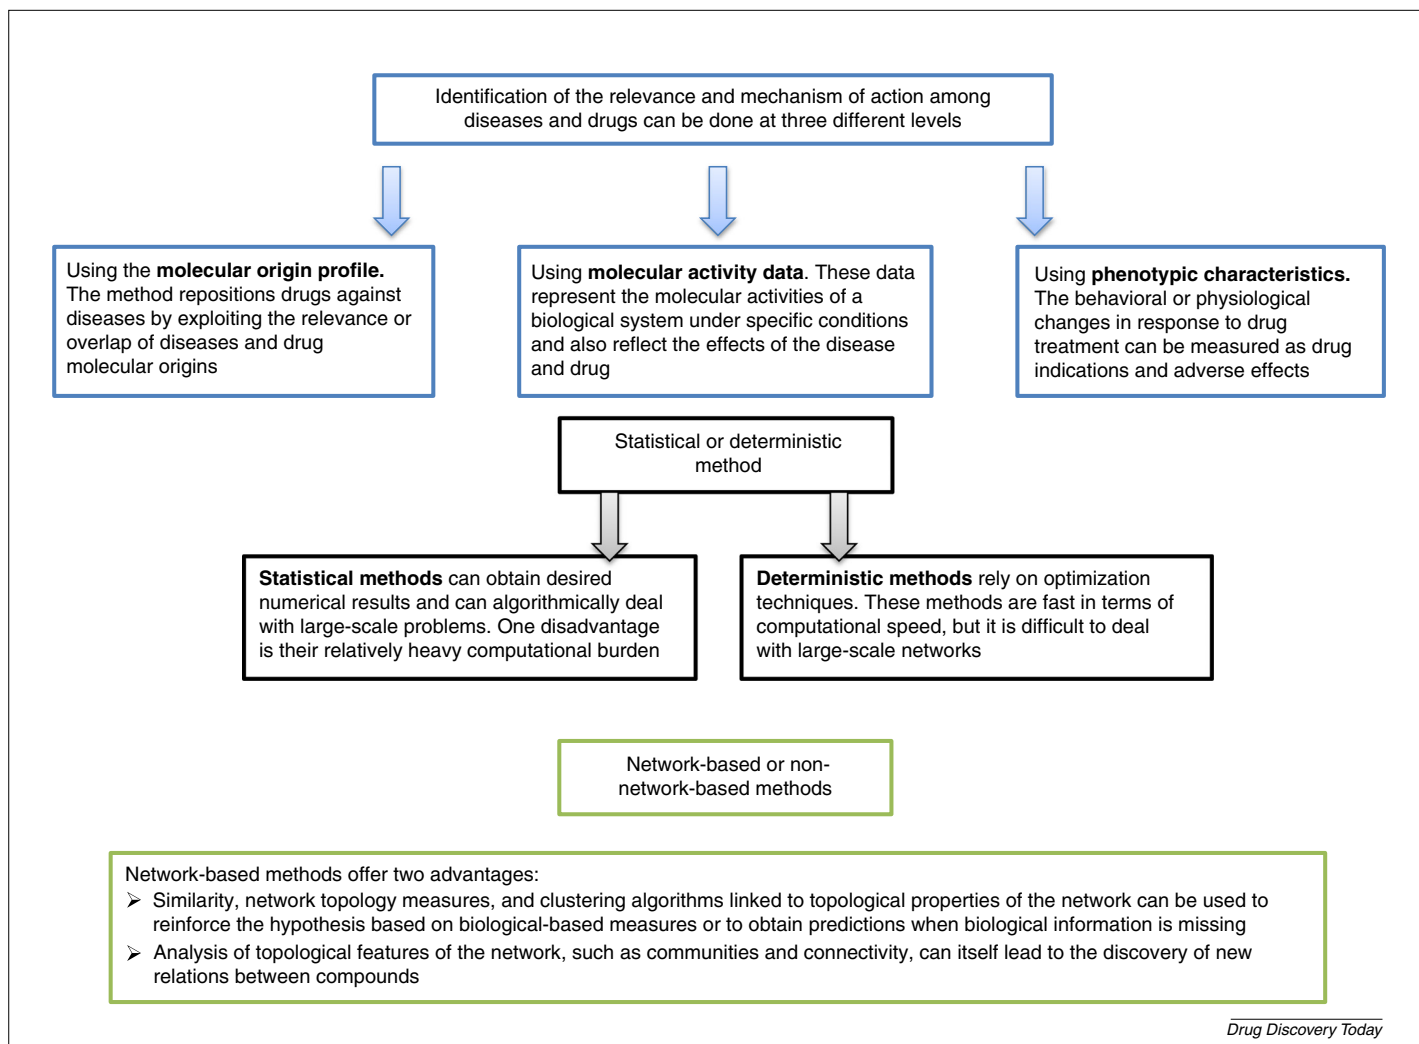 Identification of the relevance and mechanism of action among
diseases and drugs can be done at three different levels
Using the molecular origin profile.
The method repositions drugs against
diseases by exploiting the relevance or
overlap of diseases and drug
molecular origins
Using molecular activity data. These data
represent the molecular activities of a
biological system under specific conditions
and also reflect the effects of the disease
and drug
Using phenotypic characteristics.
The behavioral or physiological
changes in response to drug
treatment can be measured as drug
indications and adverse effects
Statistical or deterministic
method
Statistical methods can obtain desired
numerical results and can algorithmically deal
with large-scale problems. One disadvantage
is their relatively heavy computational burden
Deterministic methods rely on optimization
techniques. These methods are fast in terms of
computational speed, but it is difficult to deal
with large-scale networks
Network-based or non-
network-based methods
Network-based methods offer two advantages:
➢ Similarity, network topology measures, and clustering algorithms linked to topological properties of the network can be used to
reinforce the hypothesis based on biological-based measures or to obtain predictions when biological information is missing
➢ Analysis of topological features of the network, such as communities and connectivity, can itself lead to the discovery of new
relations between compounds
Drug Discovery Today